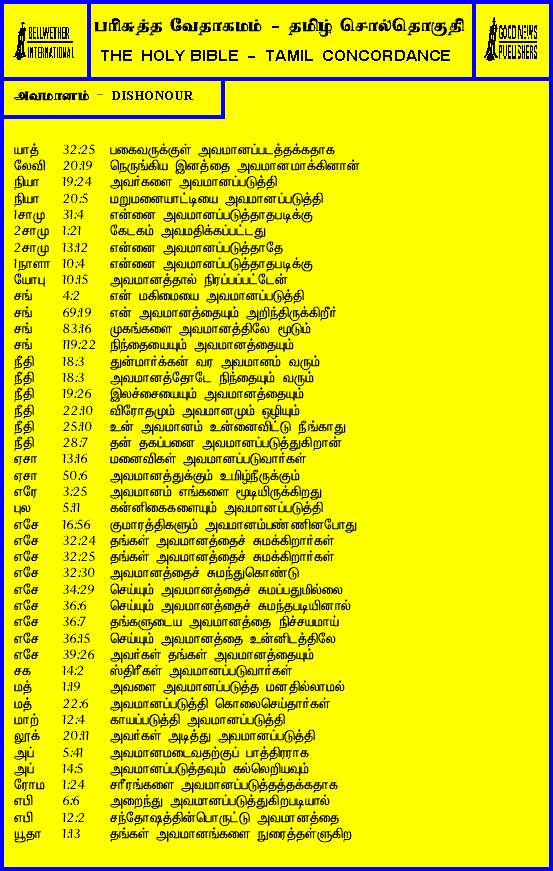 BELLWETHER
INTERNATIONAL
பரிசுத்த வேதாகமம் - தமிழ் சொல்தொகுதி
THE HOLY BIBLE - TAMIL CONCORDANCE
GOOD NEWS
PUBLISHERS
அவமானம் - DISHONOUR
யாத் 32:25 பகைவருக்குள் அவமானப்படத்தக்கதாக
லேவி 20:19 நெருங்கிய இனத்தை அவமானமாக்கினான்
நியா 19:24 அவர்களை அவமானப்படுத்தி
நியா 20:5 மறுமனையாட்டியை அவமானப்படுத்தி
1சாமு 31:4 என்னை அவமானப்படுத்தாதபடிக்கு
2சாமு 1:21 கேடகம் அவமதிக்கப்பட்டது
2சாமு 13:12 என்னை அவமானப்படுத்தாதே
1நாளா 10:4 என்னை அவமானப்படுத்தாதபடிக்கு
யோபு 10:15 அவமானத்தால் நிரப்பப்பட்டேன்
சங் 4:2 என் மகிமையை அவமானப்படுத்தி
சங் 69:19 என் அவமானத்தையும் அறிந்திருக்கிறீர்
சங் 83:16 முகங்களை அவமானத்திலே மூடும்
சங் 119:22 நிந்தையையும் அவமானத்தையும்
நீதி 18:3 துன்மார்க்கன் வர அவமானம் வரும்
நீதி 18:3 அவமானத்தோடே நிந்தையும் வரும்
நீதி 19:26 இலச்சையையும் அவமானத்தையும்
நீதி 22:10 விரோதமும் அவமானமும் ஒழியும்
நீதி 25:10 உன் அவமானம் உன்னைவிட்டு நீங்காது
நீதி 28:7 தன் தகப்பனை அவமானப்படுத்துகிறான்
ஏசா 13:16 மனைவிகள் அவமானப்படுவார்கள்
ஏசா 50:6 அவமானத்துக்கும் உமிழ்நீருக்கும்
எரே 3:25 அவமானம் எங்களை மூடியிருக்கிறது
புல 5:11 கன்னிகைகளையும் அவமானப்படுத்தி
எசே 16:56 குமாரத்திகளும் அவமானம்பண்ணினபோது
எசே 32:24 தங்கள் அவமானத்தைச் சுமக்கிறார்கள்
எசே 32:25 தங்கள் அவமானத்தைச் சுமக்கிறார்கள்
எசே 32:30 அவமானத்தைச் சுமந்துகொண்டு
எசே 34:29 செய்யும் அவமானத்தைச் சுமப்பதுமில்லை
எசே 36:6 செய்யும் அவமானத்தைச் சுமந்தபடியினால்
எசே 36:7 தங்களுடைய அவமானத்தை நிச்சயமாய்
எசே 36:15 செய்யும் அவமானத்தை உன்னிடத்திலே
எசே 39:26 அவர்கள் தங்கள் அவமானத்தையும்
சக 14:2 ஸ்திரீகள் அவமானப்படுவார்கள்
மத் 1:19 அவளை அவமானப்படுத்த மனதில்லாமல்
மத் 22:6 அவமானப்படுத்தி கொலைசெய்தார்கள்
மாற் 12:4 காயப்படுத்தி அவமானப்படுத்தி
லூக் 20:11 அவர்கள் அடித்து அவமானப்படுத்தி
அப் 5:41 அவமானமடைவதற்குப் பாத்திரராக
அப் 14:5 அவமானப்படுத்தவும் கல்லெறியவும்
ரோம 1:24 சரீரங்களை அவமானப்படுத்தத்தக்கதாக
எபி 6:6 அறைந்து அவமானப்படுத்துகிறபடியால்
எபி 12:2 சந்தோஷத்தின்பொருட்டு அவமானத்தை
யூதா 1:13 தங்கள் அவமானங்களை நுரைத்தள்ளுகிற